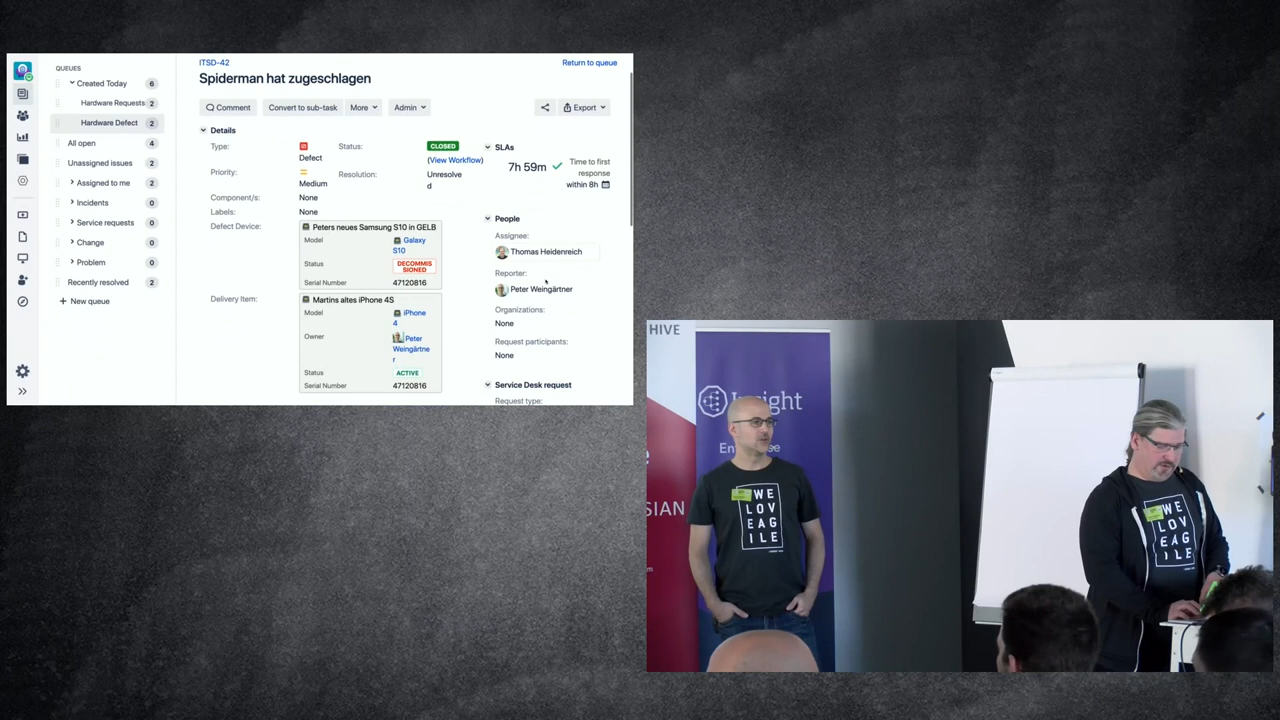 QUEUES
Created Today 6
Hardware Requests 2
Hardware Defect 2
All open 4
Unassigned issues 2
Assigned to me 2
Incidents 0
Service requests 0
Change 0
Problem 0
Recently resolved 2
+ New queue
ITSD-42
Return to queue
Spiderman hat zugeschlagen
Comment
Convert to sub-task
More
Admin
Export
Details
Type:
Defect
Status:
CLOSED
(View Workflow)
Priority:
Medium
Resolution:
Unresolve
d
Component/s:
None
Labels:
None
Defect Device:
Peters neues Samsung S10 in GELB
Model
Galaxy
S10
Status
DECOMMIS
SIONED
Serial Number
47120816
Delivery Item:
Martins altes iPhone 4S
Model
iPhone
4
Owner
Peter
Weingärtne
r
Status
ACTIVE
Serial Number
47120816
SLAs
7h 59m
Time to first
response
within 8h
People
Assignee:
Thomas Heidenreich
Reporter:
Peter Weingärtner
Organizations:
None
Request participants:
None
Service Desk request
Request type:
HIVE
Insight
SIAN
WE
LOV
EAG
ILE
WE
LOV
EAG
ILE